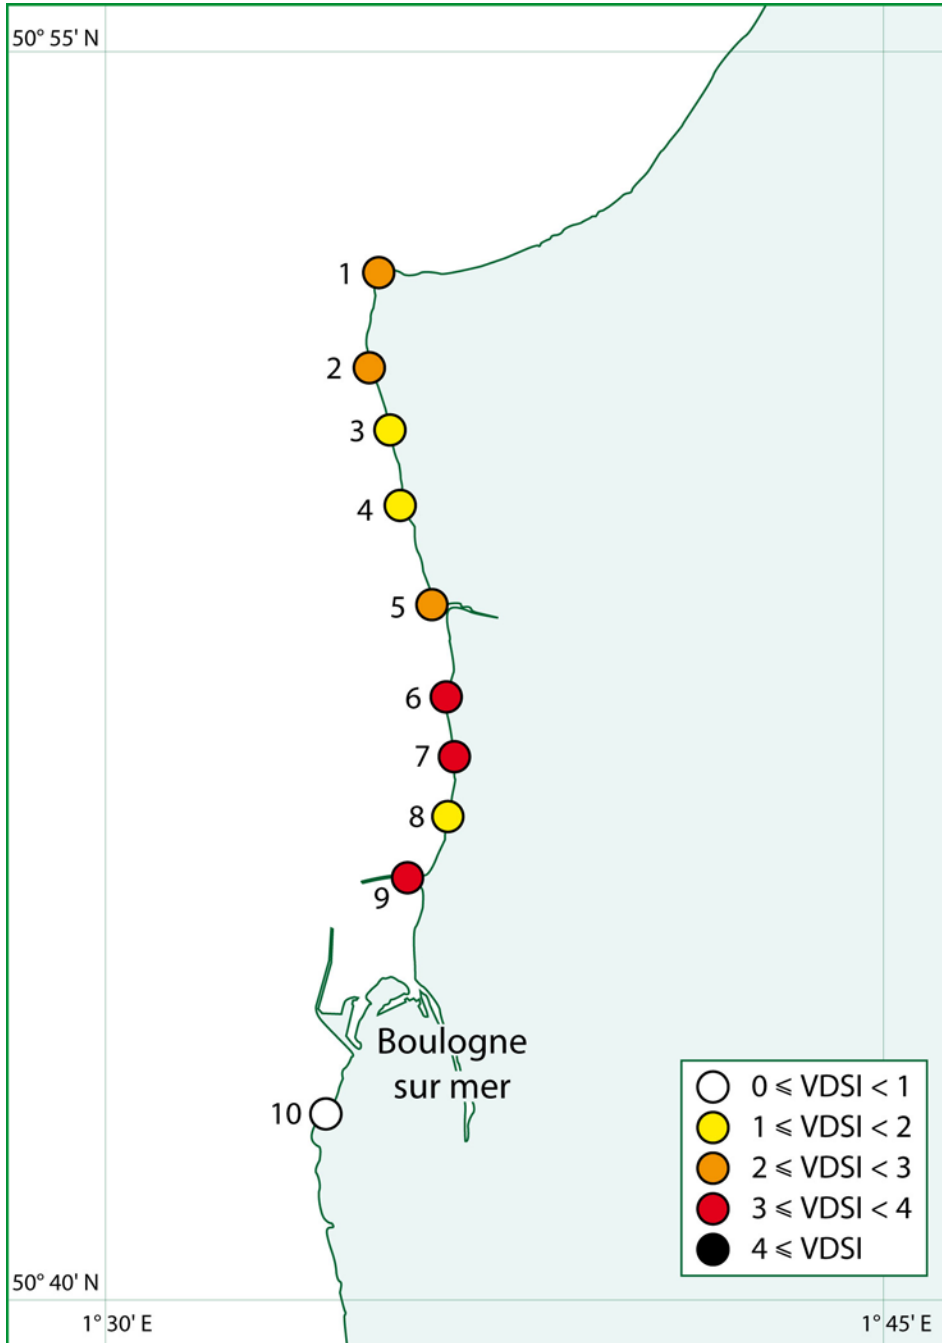 50° 55' N
1
2
3
4
5
6
7
8
9
Boulogne
sur mer
10
0 ⩽ VDSI < 1
1 ⩽ VDSI < 2
2 ⩽ VDSI < 3
3 ⩽ VDSI < 4
4 ⩽ VDSI
50° 40' N
1° 30' E
1° 45' E